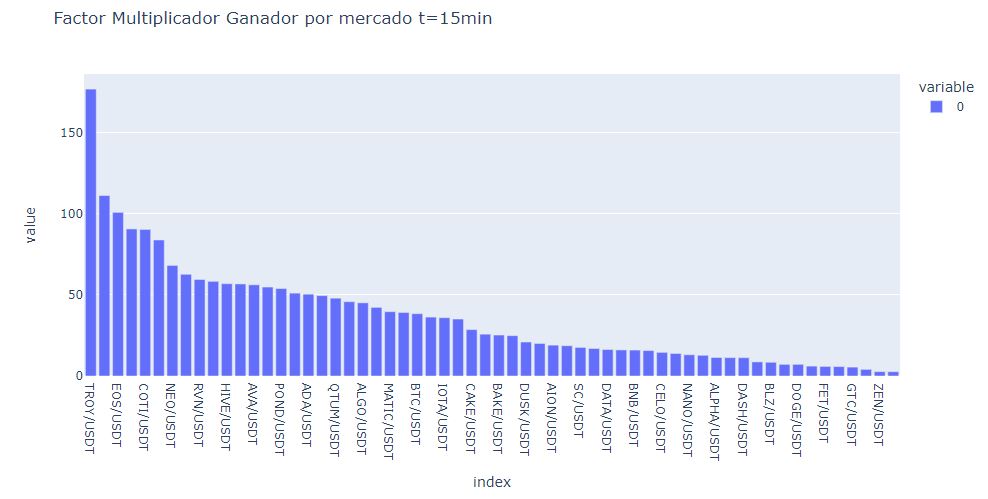 Factor Multiplicador Ganador por mercado t=15min
variable
0
value
150
100
50
0
TROY/USDT
EOS/USDT
COTI/USDT
NEO/USDT
RVN/USDT
HIVE/USDT
AVA/USDT
POND/USDT
ADA/USDT
QTUM/USDT
ALGO/USDT
MATIC/USDT
BTC/USDT
IOTA/USDT
CAKE/USDT
BAKE/USDT
DUSK/USDT
AION/USDT
SC/USDT
DATA/USDT
BNB/USDT
CELO/USDT
NANO/USDT
ALPHA/USDT
DASH/USDT
BLZ/USDT
DOGE/USDT
FET/USDT
GTC/USDT
ZEN/USDT
index